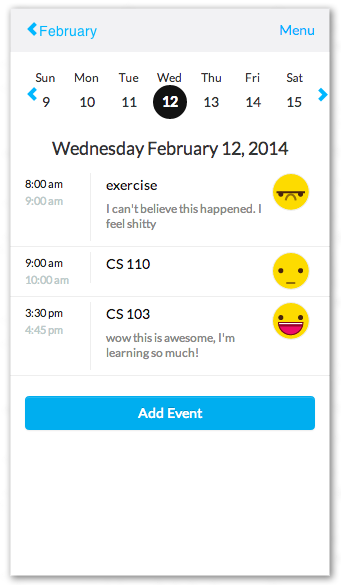 February Menu
Sun Mon Tue Wed Thu Fri Sat
9 10 11 12 13 14 15
Wednesday February 12, 2014
8:00 am exercise
9:00 am
I can't believe this happened. I
feel shitty
9:00 am CS 110
10:00 am
3:30 pm CS 103
4:45 pm
wow this is awesome, I'm
learning so much!
Add Event